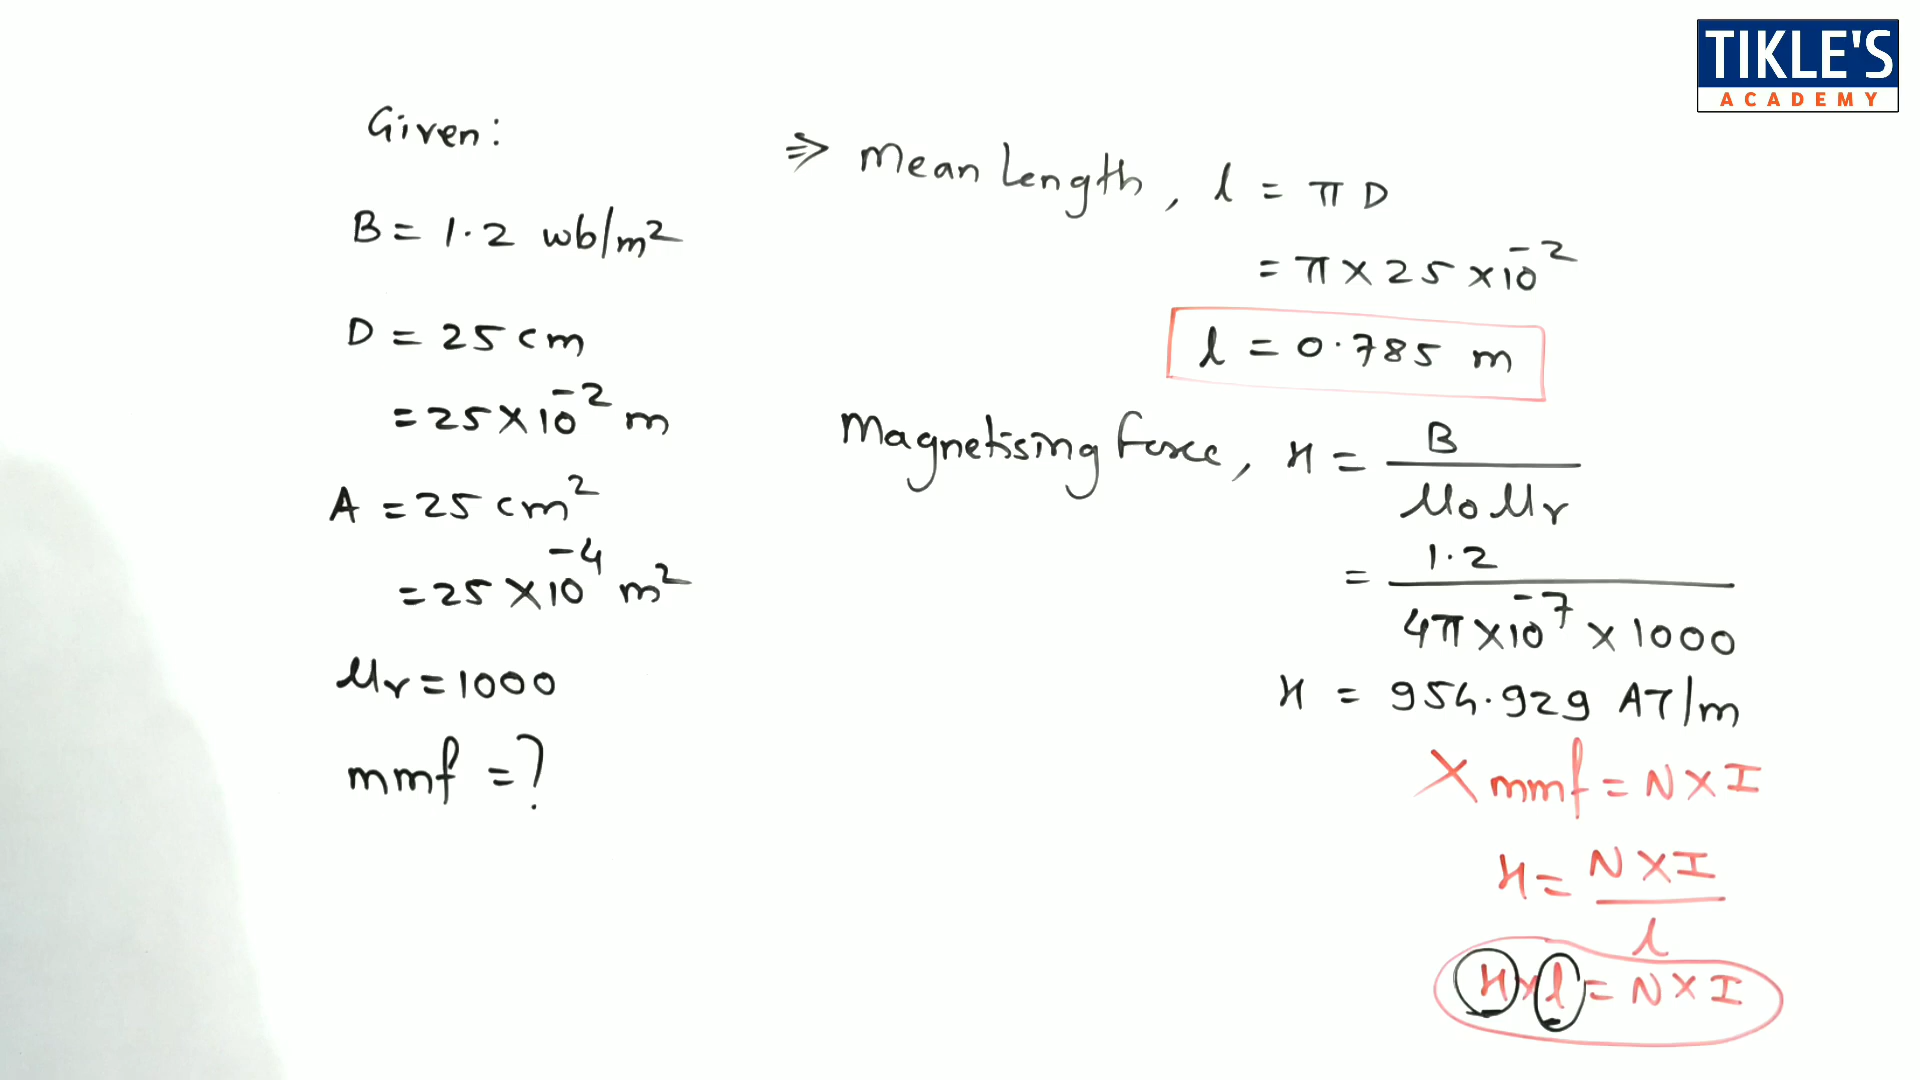 TIKLE'S
ACADEMY
Given:
B = 1.2 wb/m²
D = 25 cm
= 25 × 10⁻² m
A = 25 cm²
= 25 × 10⁻⁴ m²
μr = 1000
mmf = ?
⇒ Mean Length, l = π D
= π × 25 × 10⁻²
l = 0.785 m
Magnetising Force, H = B / μ₀ μr
= 1.2 / 4π × 10⁻⁷ × 1000
H = 954.929 AT/m
X mmf = N × I
H = N × I / l
H × l = N × I